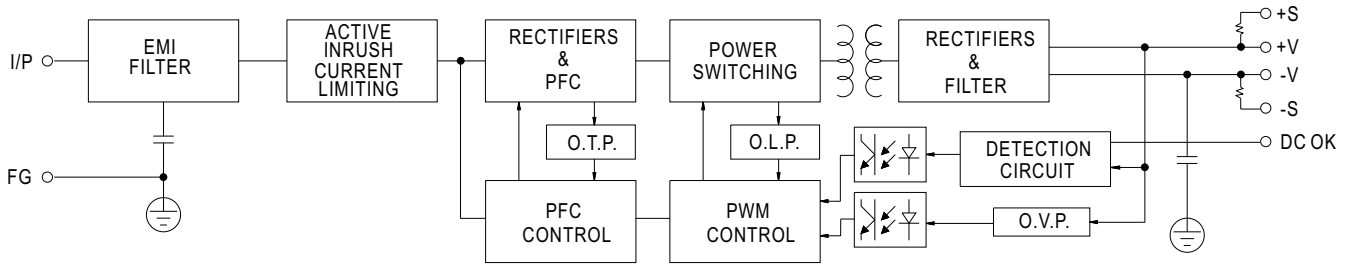 I/P
EMI
FILTER
ACTIVE
INRUSH
CURRENT
LIMITING
RECTIFIERS
&
PFC
POWER
SWITCHING
RECTIFIERS
&
FILTER
+S
+V
-V
-S
DC OK
O.T.P.
O.L.P.
DETECTION
CIRCUIT
FG
PFC
CONTROL
PWM
CONTROL
O.V.P.